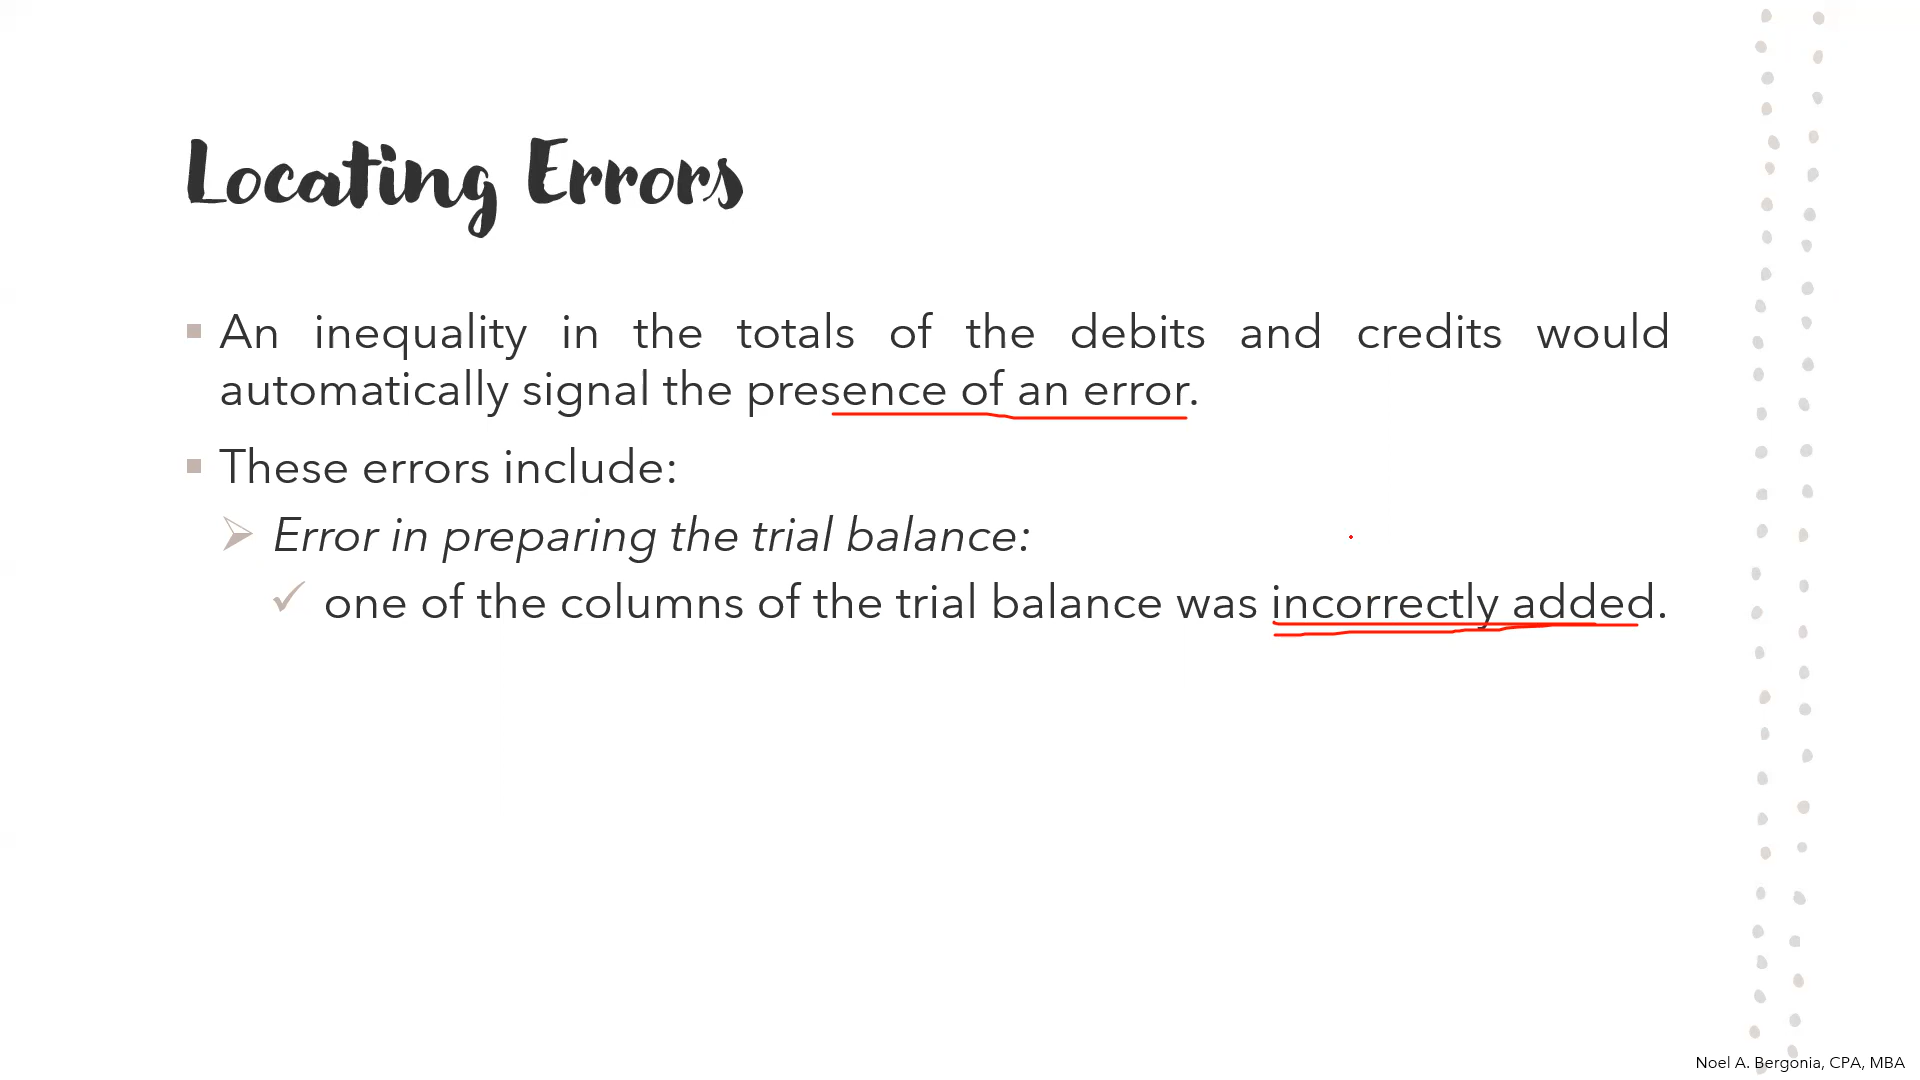 Locating Errors
An inequality in the totals of the debits and credits would
automatically signal the presence of an error.
These errors include:
Error in preparing the trial balance:
one of the columns of the trial balance was incorrectly added.
Noel A. Bergonia, CPA, MBA